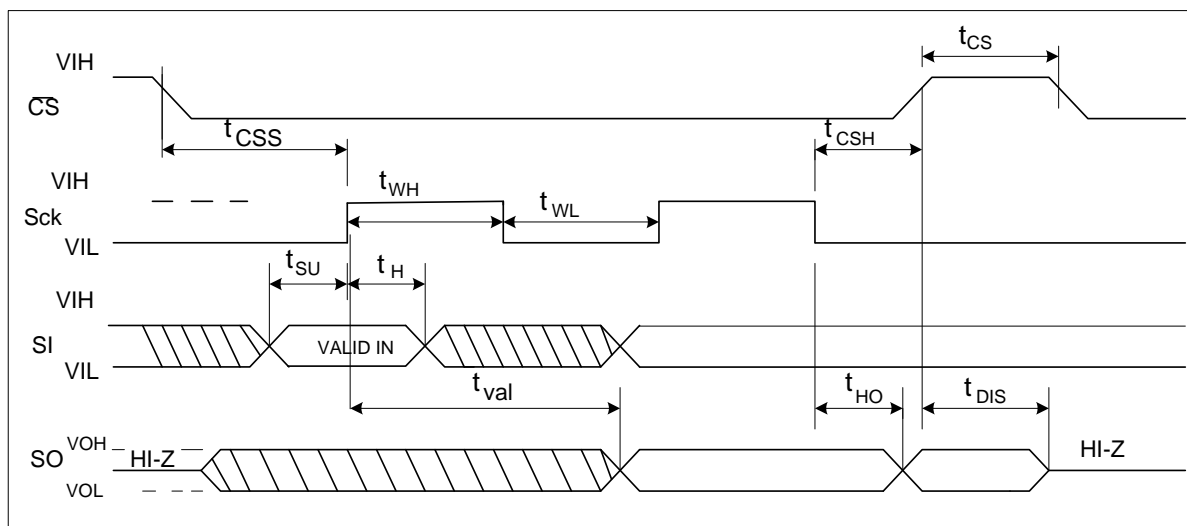 VIH
CS
tCS
tCSS
tCSH
VIH
Sck
VIL
tWH
tWL
tSU
tH
VIH
SI
VIL
VALID IN
tval
tHO
tDIS
SO
VOH
HI-Z
VOL
HI-Z